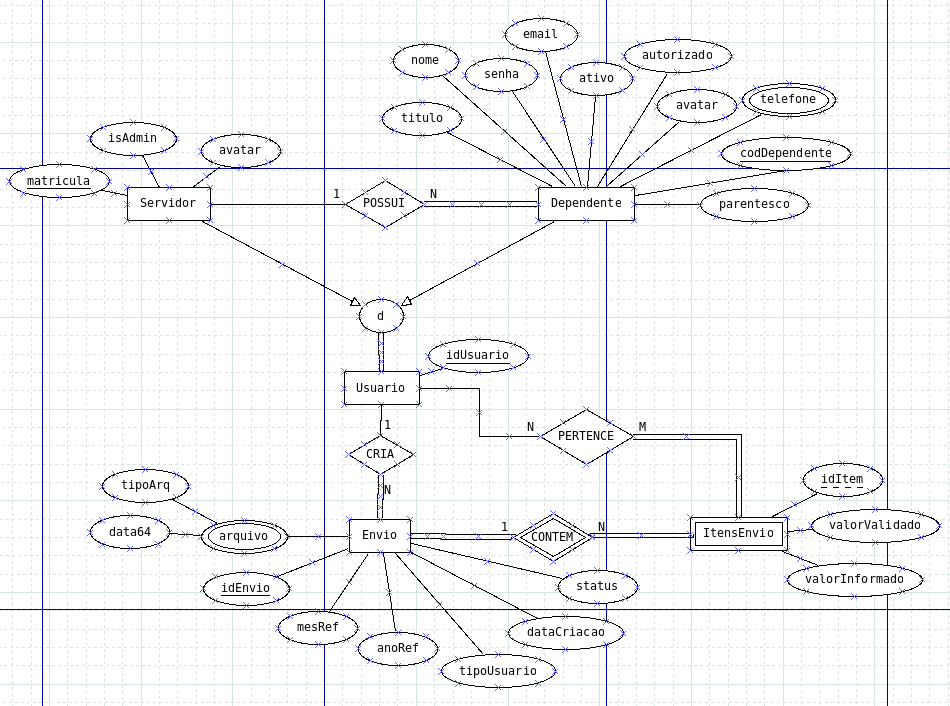 email
nome
autorizado
senha
ativo
telefone
avatar
titulo
isAdmin
avatar
codDependente
matricula
1
N
Servidor
POSSUI
Dependente
parentesco
d
idUsuario
Usuario
1
N
M
PERTENCE
CRIA
idItem
tipoArq
N
valorValidado
data64
arquivo
Envio
1
N
CONTEM
ItensEnvio
valorInformado
idEnvio
status
mesRef
dataCriacao
anoRef
tipoUsuario